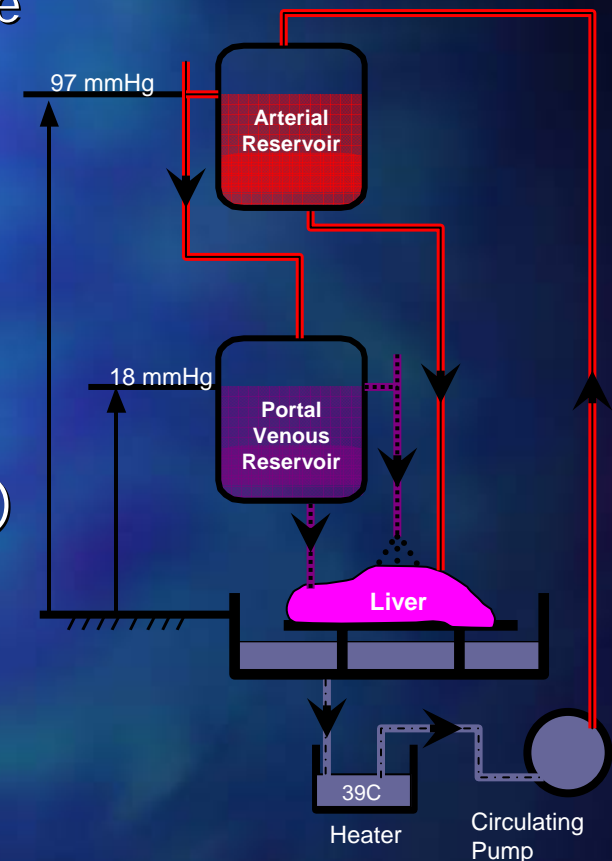 e
97 mmHg
Arterial
Reservoir
18 mmHg
Portal
Venous
Reservoir
)
Liver
39C
Heater
Circulating
Pump